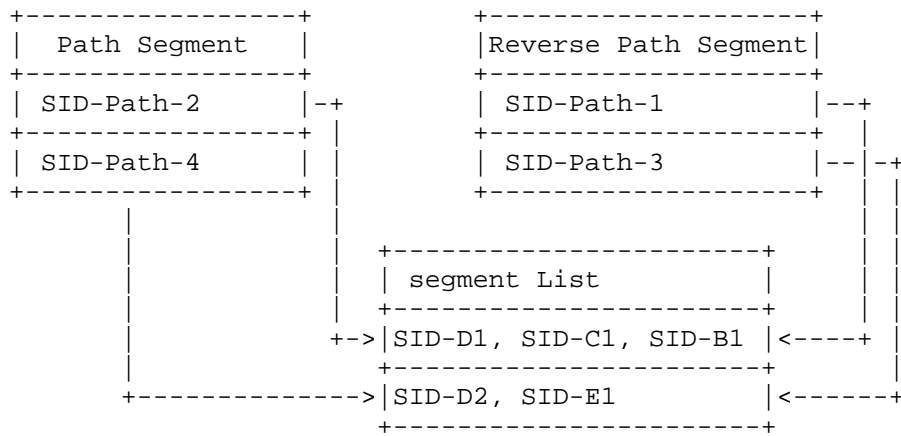 Path Segment Reverse Path Segment
SID-Path-2 SID-Path-1
SID-Path-4 SID-Path-3
segment List
SID-D1, SID-C1, SID-B1
SID-D2, SID-E1